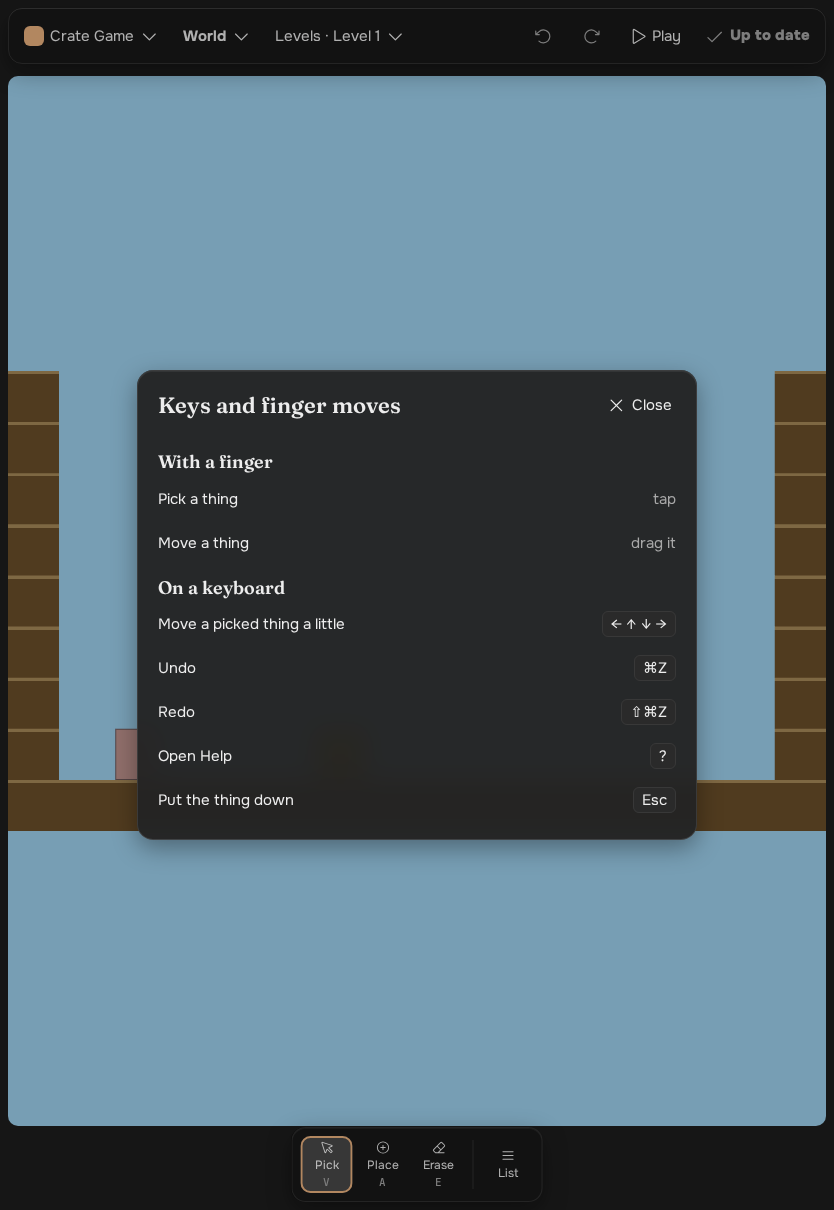 Crate Game
World
Levels · Level 1
Play
Up to date
Keys and finger moves
Close
With a finger
Pick a thing
tap
Move a thing
drag it
On a keyboard
Move a picked thing a little
← ↑ ↓ →
Undo
⌘Z
Redo
⇧⌘Z
Open Help
?
Put the thing down
Esc
Pick
V
Place
A
Erase
E
List